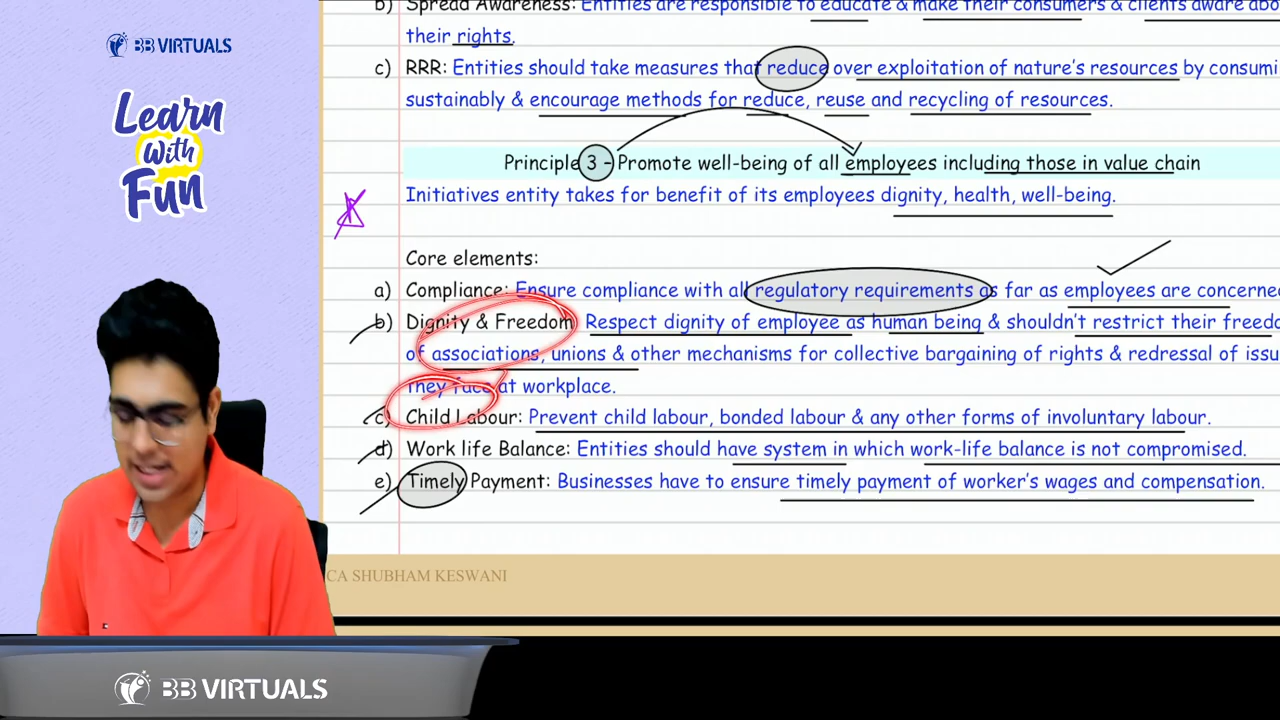 BB VIRTUALS
Learn
With
Fun
b) Spread Awareness: Entities are responsible to educate & make their consumers & clients aware abo
their rights.
c) RRR: Entities should take measures that reduce over exploitation of nature's resources by consumi
sustainably & encourage methods for reduce, reuse and recycling of resources.
Principle 3 - Promote well-being of all employees including those in value chain
Initiatives entity takes for benefit of its employees dignity, health, well-being.
Core elements:
a) Compliance: Ensure compliance with all regulatory requirements as far as employees are concerne
b) Dignity & Freedom Respect dignity of employee as human being & shouldn't restrict their freed
of associations, unions & other mechanisms for collective bargaining of rights & redressal of issu
they face at workplace.
c) Child Labour: Prevent child labour, bonded labour & any other forms of involuntary labour.
d) Work life Balance: Entities should have system in which work-life balance is not compromised.
e) Timely Payment: Businesses have to ensure timely payment of worker's wages and compensation.
CA SHUBHAM KESWANI
BB VIRTUALS